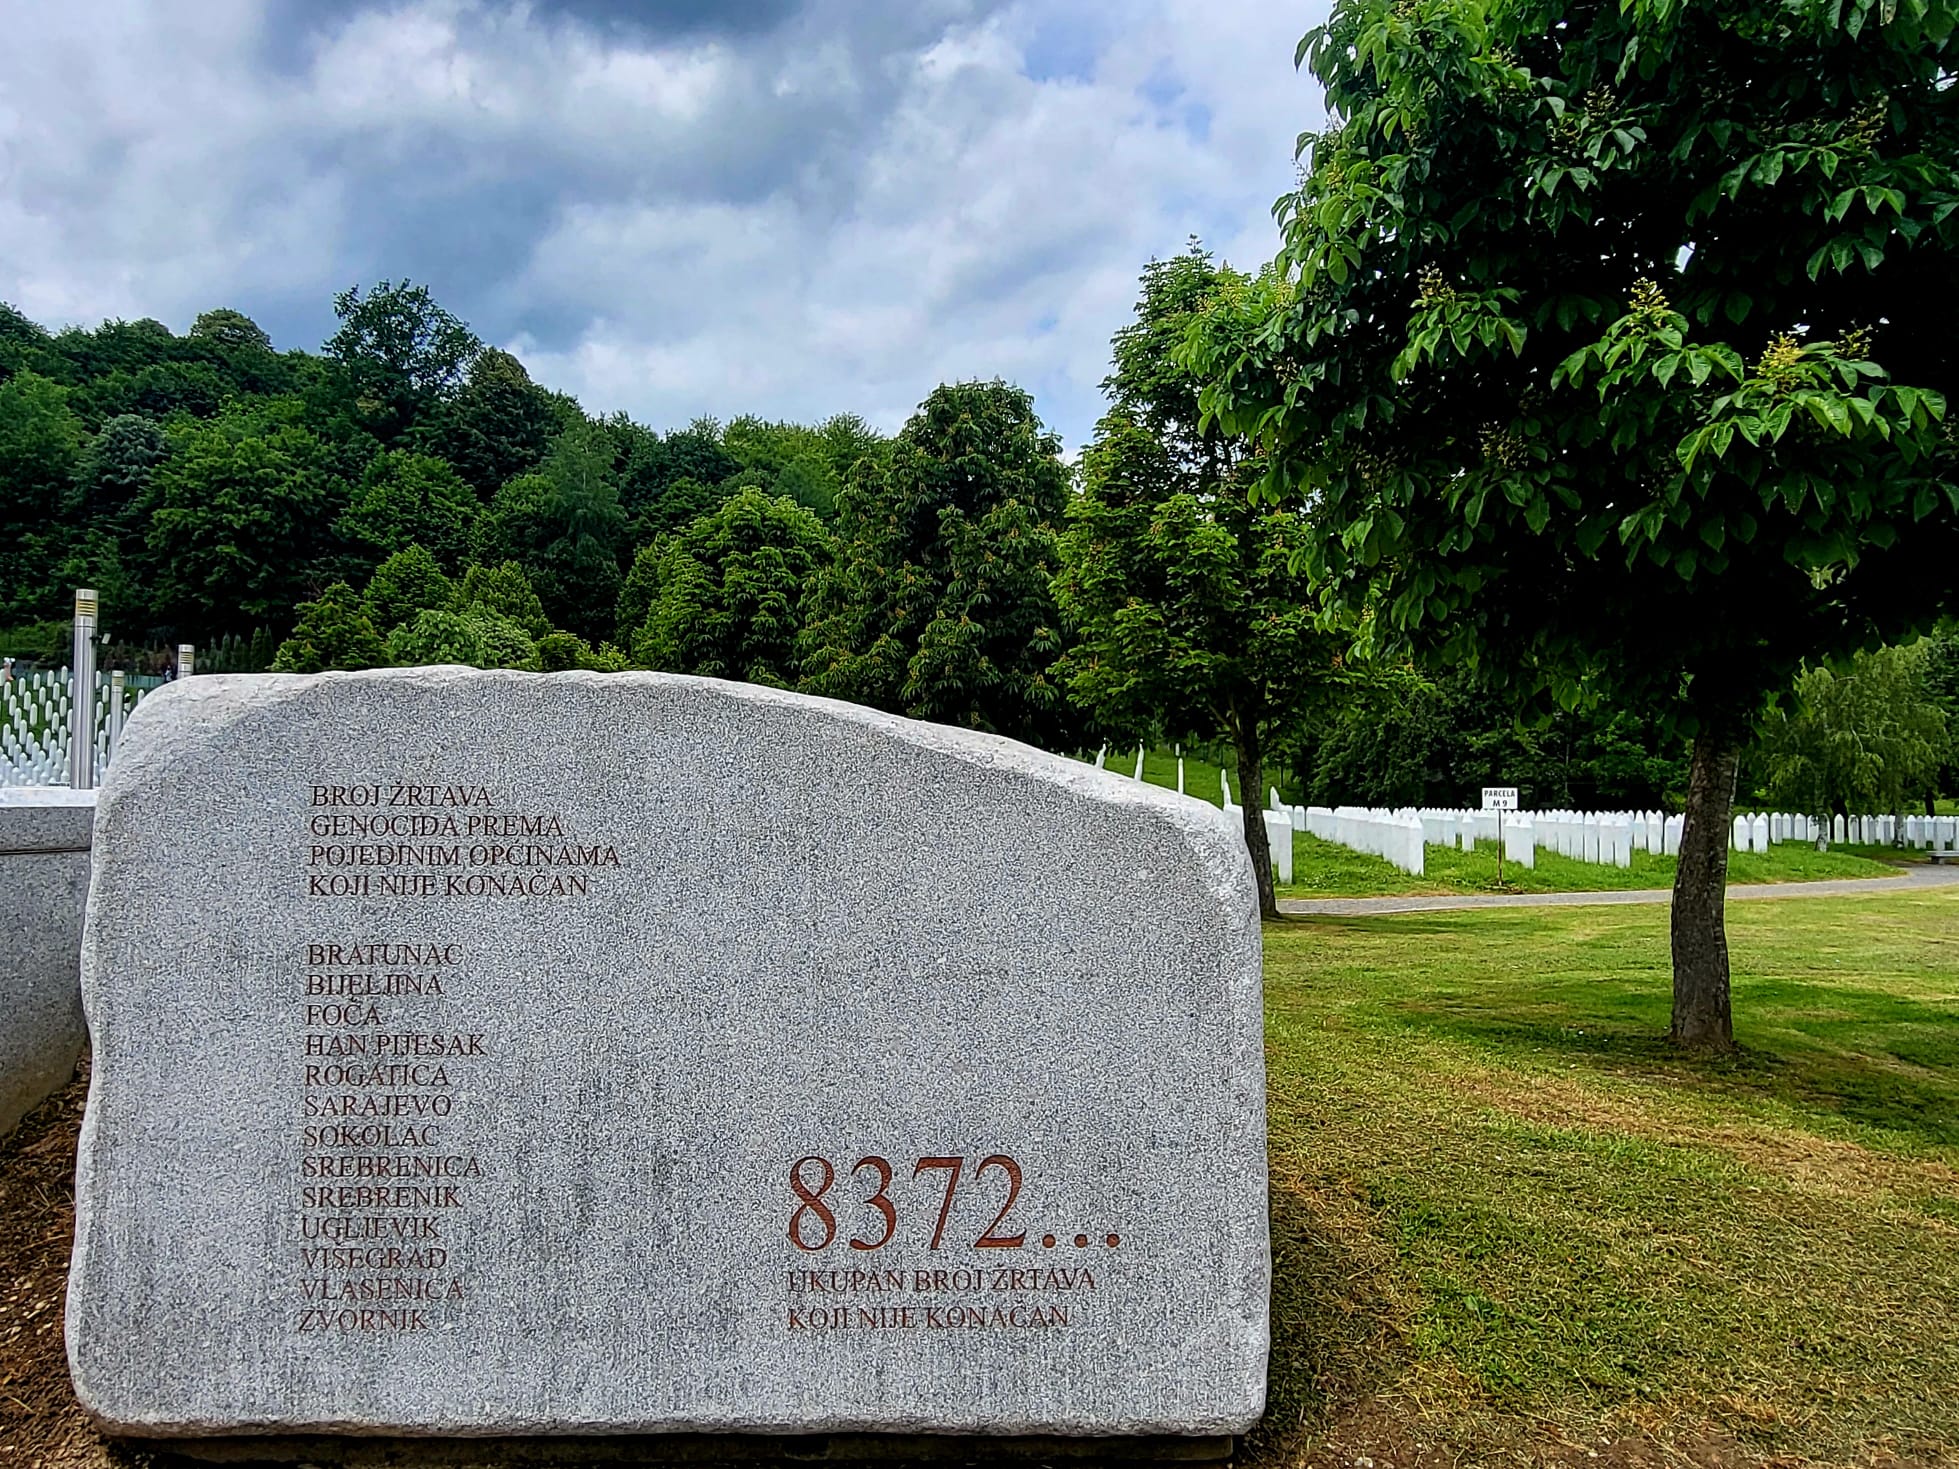 BROJ ŽRTAVA
GENOCIDA PREMA
POJEDINIM OPĆINAMA
KOJI NIJE KONAČAN
BRATUNAC
BIJELJINA
FOČA
HAN PIJESAK
ROGATICA
SARAJEVO
SOKOLAC
SREBRENICA
SREBRENIK
UGLJEVIK
VIŠEGRAD
VLASENICA
ZVORNIK
8372...
UKUPAN BROJ ŽRTAVA
KOJI NIJE KONAČAN
PARCELA
M 9